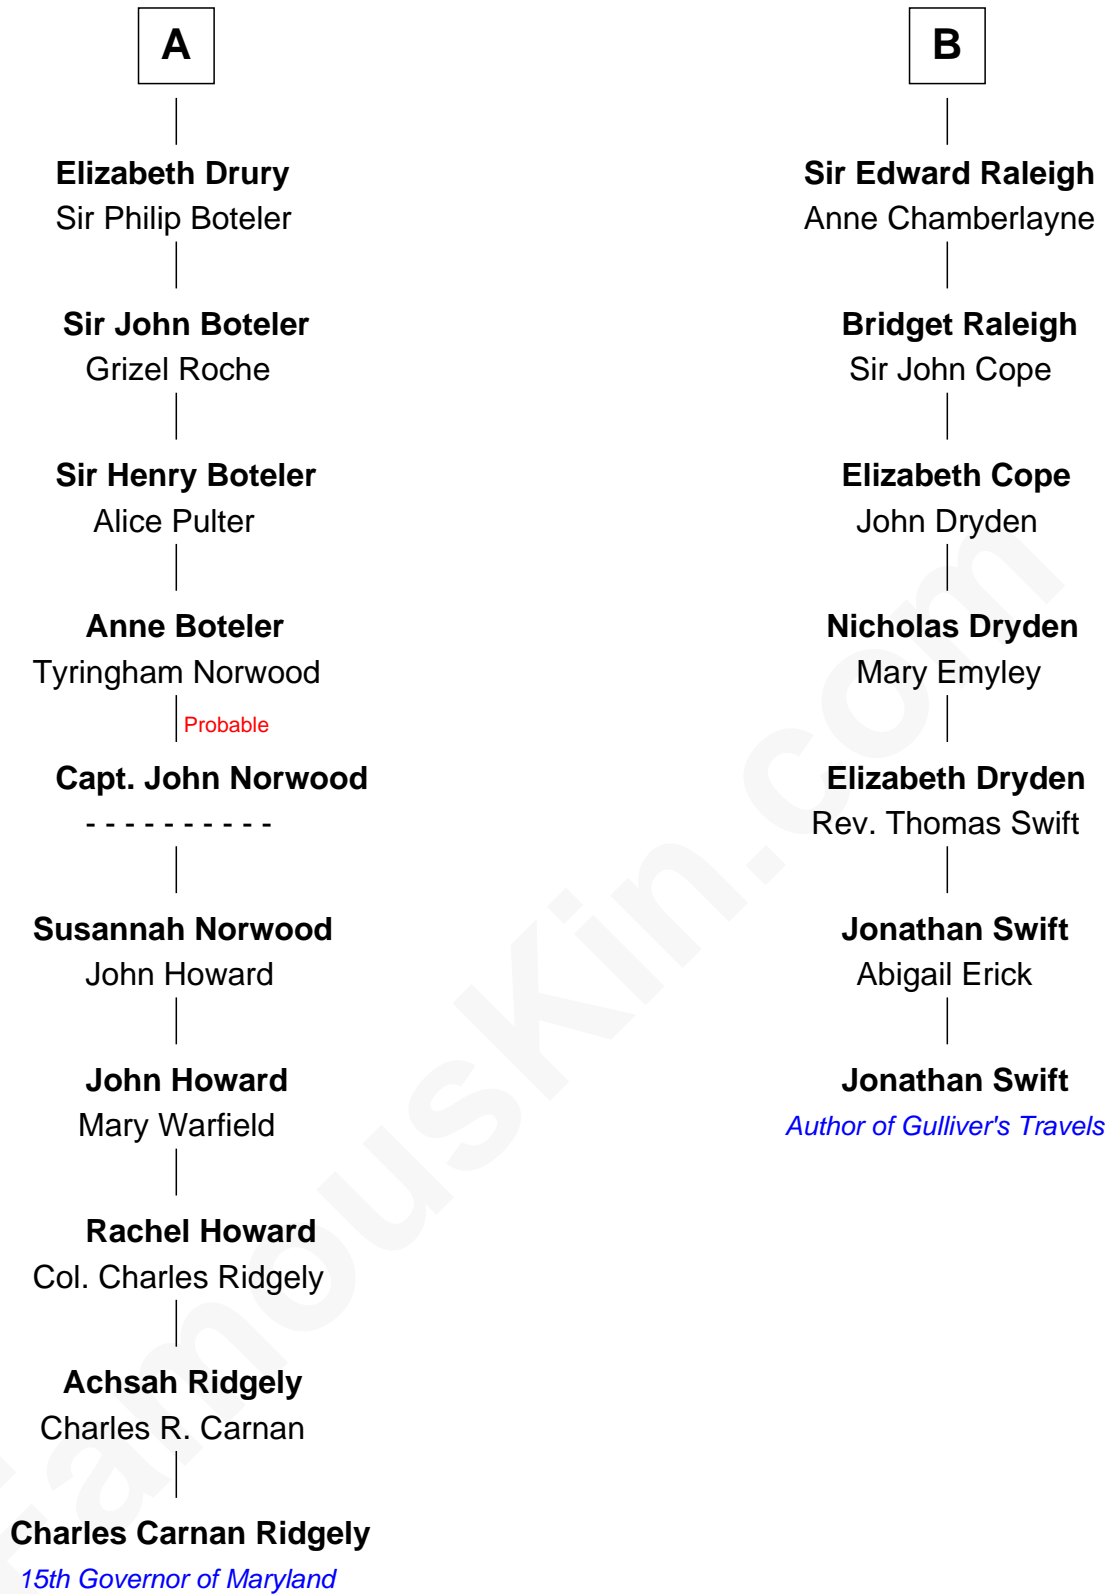 A
Elizabeth Drury
Sir Philip Boteler
Sir John Boteler
Grizel Roche
Sir Henry Boteler
Alice Pulter
Anne Boteler
Tyringham Norwood
Probable
Capt. John Norwood
- - - - - - - - - -
Susannah Norwood
John Howard
John Howard
Mary Warfield
Rachel Howard
Col. Charles Ridgely
Achsah Ridgely
Charles R. Carnan
Charles Carnan Ridgely
15th Governor of Maryland
B
Sir Edward Raleigh
Anne Chamberlayne
Bridget Raleigh
Sir John Cope
Elizabeth Cope
John Dryden
Nicholas Dryden
Mary Emyley
Elizabeth Dryden
Rev. Thomas Swift
Jonathan Swift
Abigail Erick
Jonathan Swift
Author of Gulliver's Travels
FamousKin.com